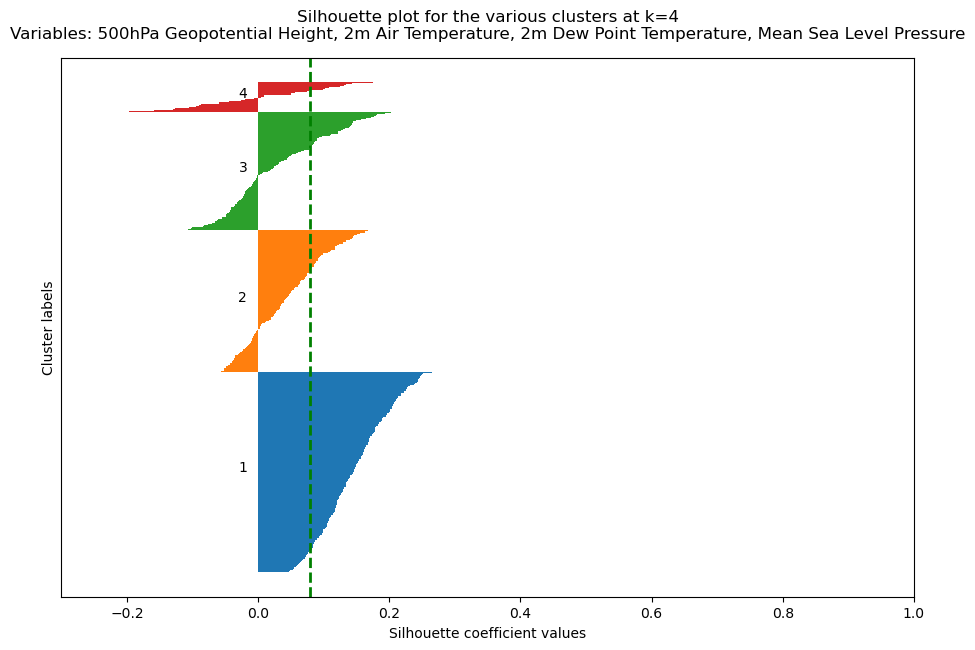 Silhouette plot for the various clusters at k=4
Variables: 500hPa Geopotential Height, 2m Air Temperature, 2m Dew Point Temperature, Mean Sea Level Pressure
4
3
2
1
Cluster labels
−0.2 0.0 0.2 0.4 0.6 0.8 1.0
Silhouette coefficient values